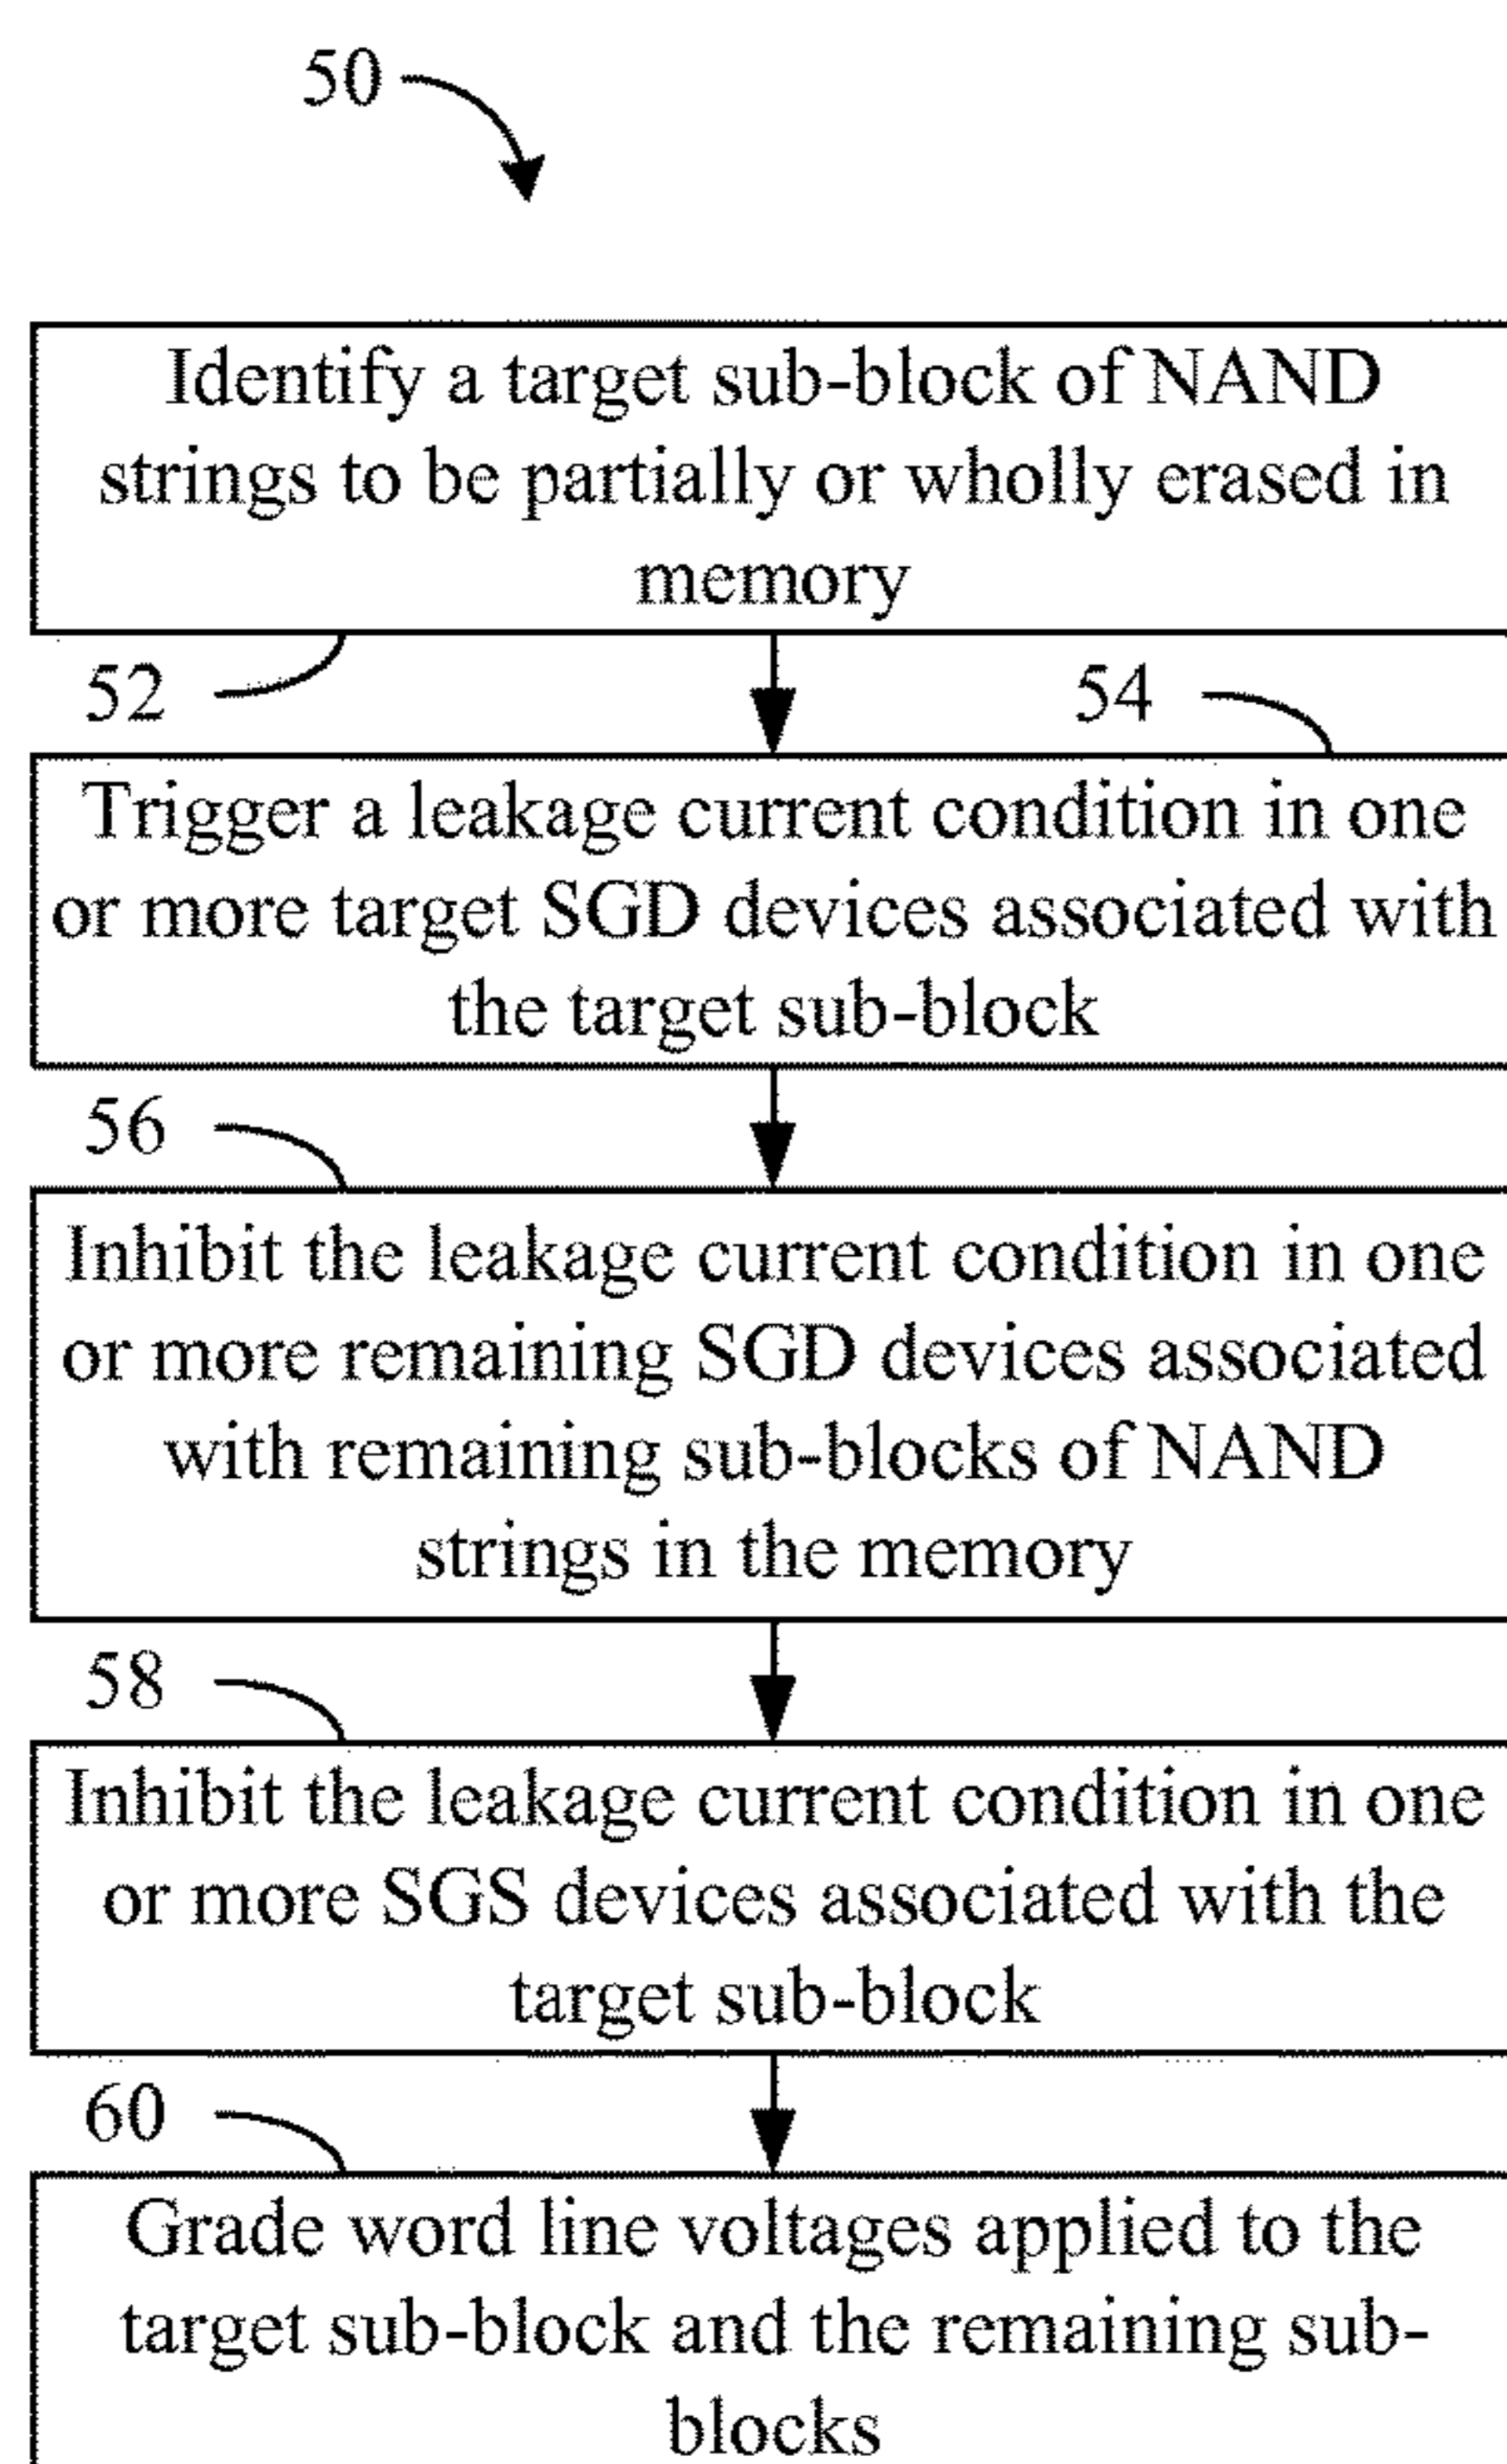 50
Identify a target sub-block of NAND
strings to be partially or wholly erased in
memory
52
54
Trigger a leakage current condition in one
or more target SGD devices associated with
the target sub-block
56
Inhibit the leakage current condition in one
or more remaining SGD devices associated
with remaining sub-blocks of NAND
strings in the memory
58
Inhibit the leakage current condition in one
or more SGS devices associated with the
target sub-block
60
Grade word line voltages applied to the
target sub-block and the remaining sub-
blocks